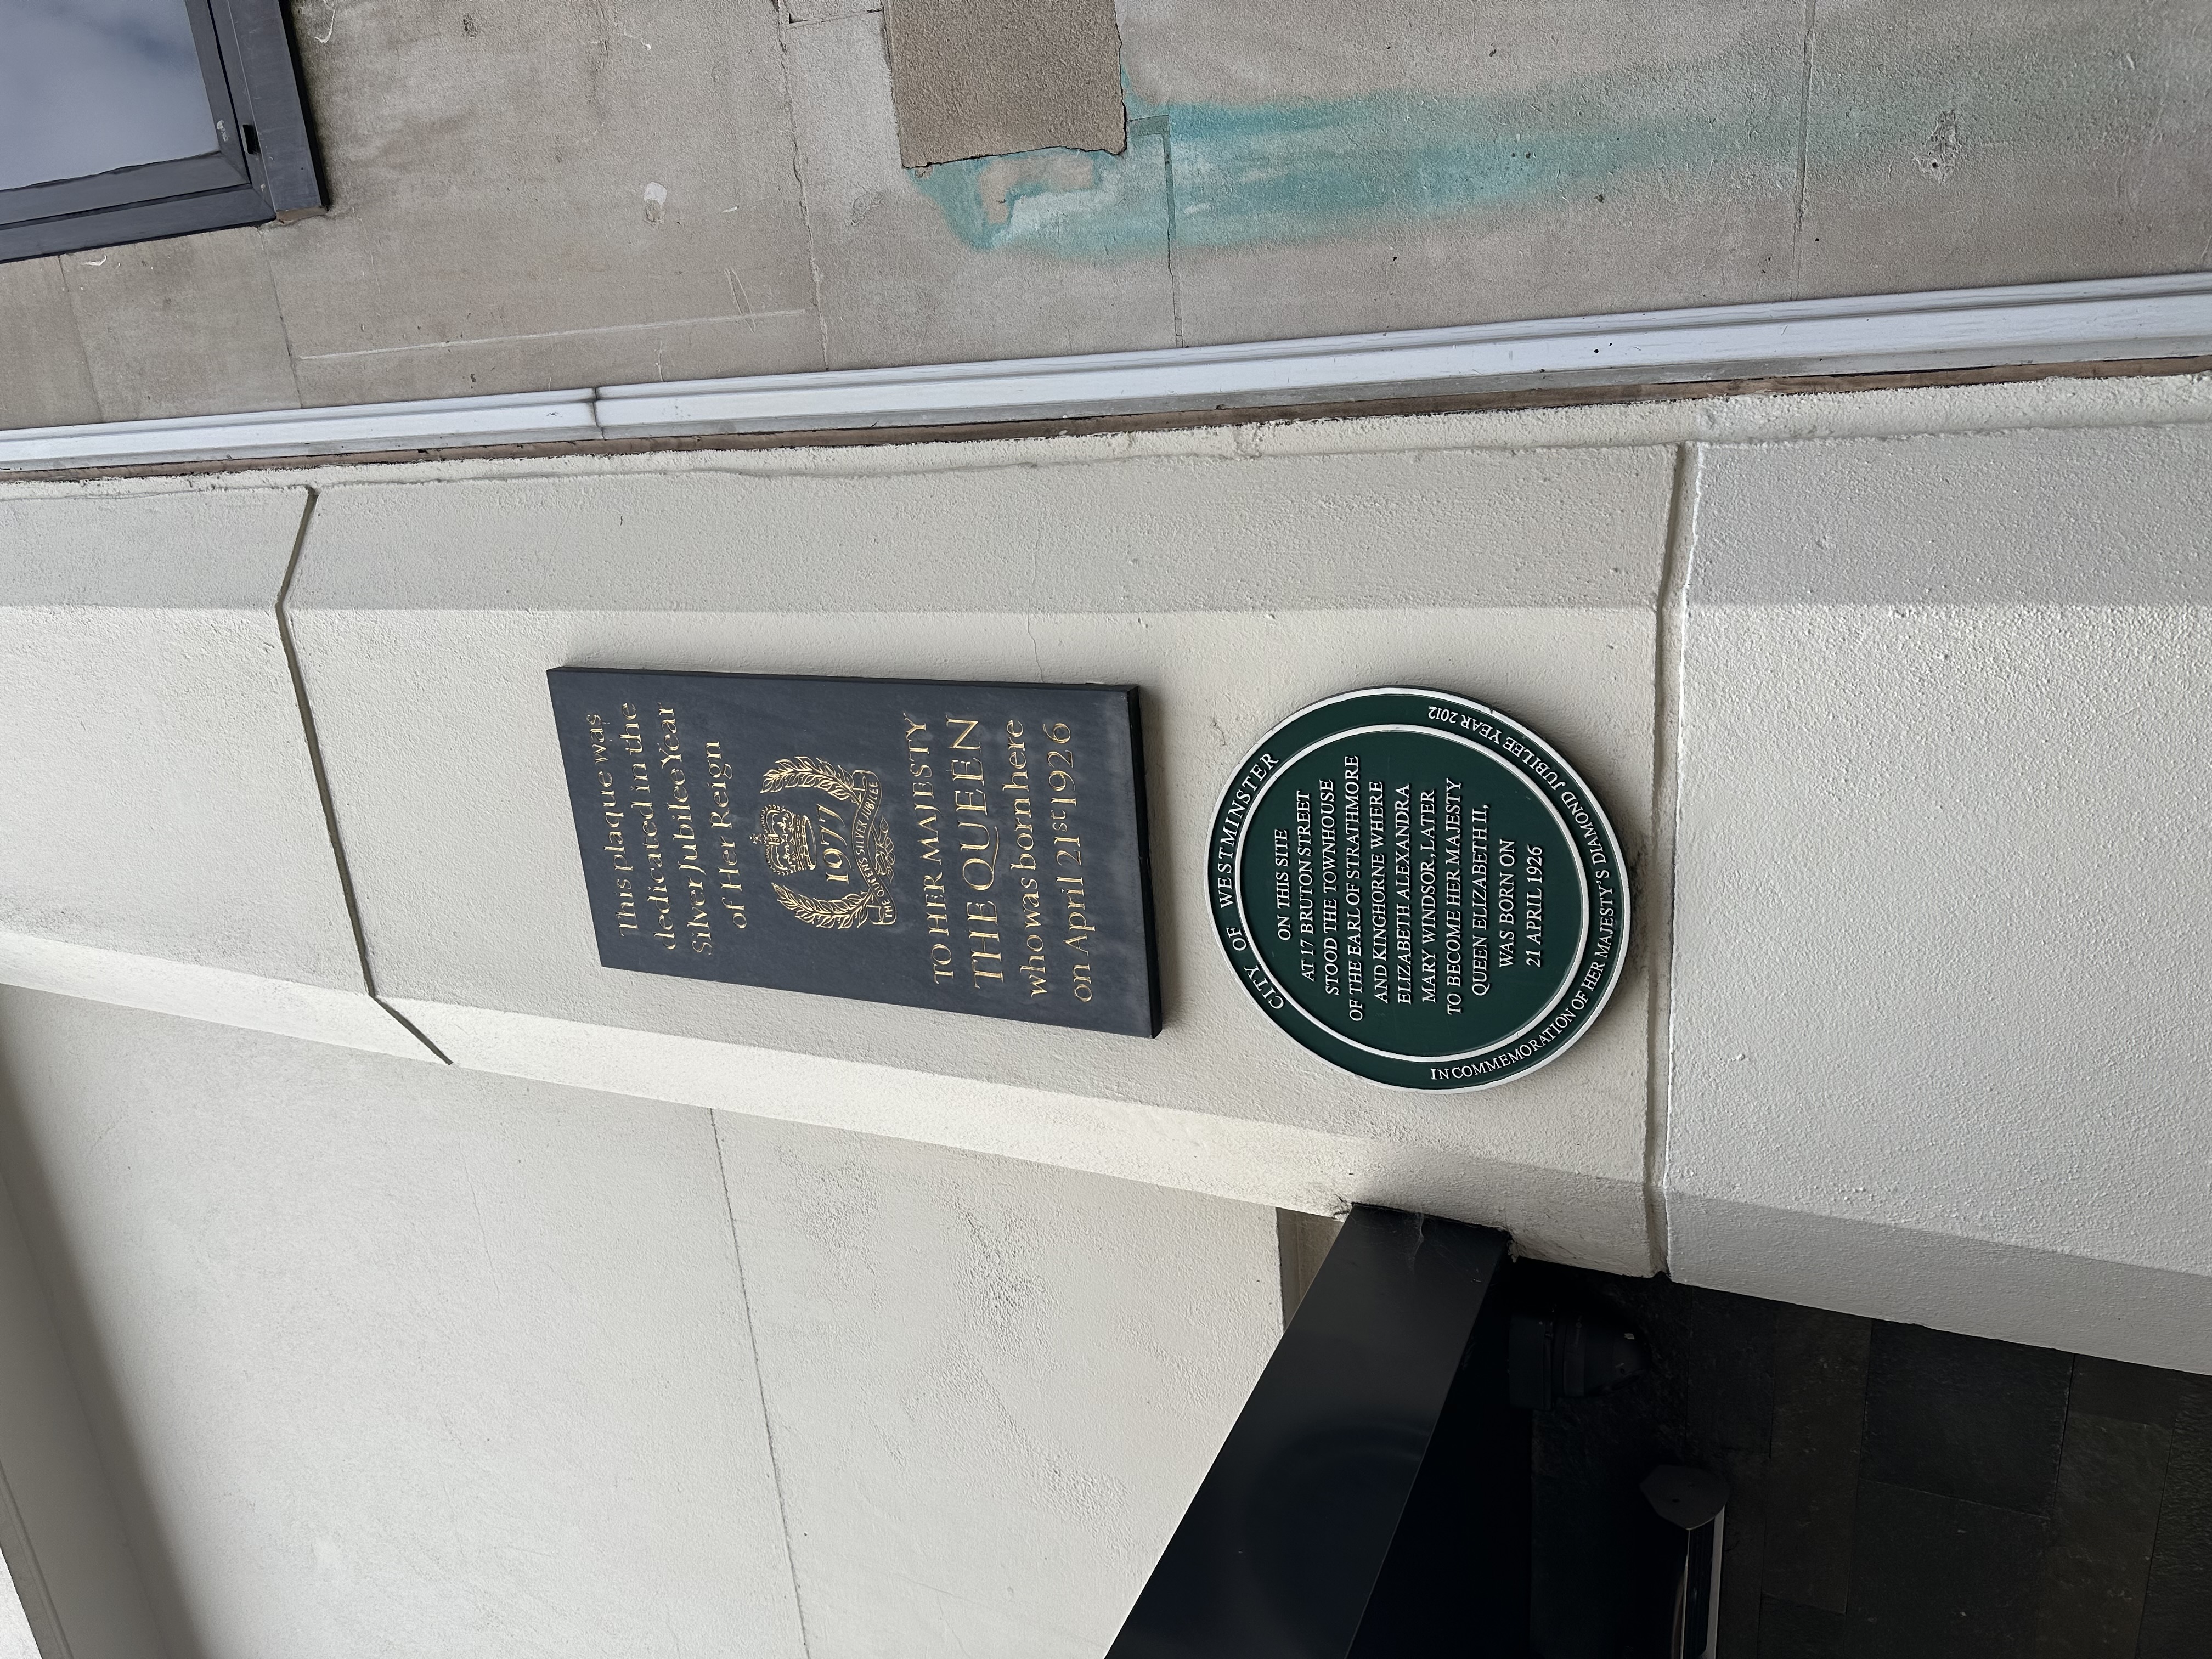 This plaque was
dedicated in the
Silver Jubilee Year
of Her Reign
1977
THE QUEEN'S SILVER JUBILEE
TO HER MAJESTY
THE QUEEN
who was born here
on April 21st 1926
CITY OF WESTMINSTER
ON THIS SITE
AT 17 BRUTON STREET
STOOD THE TOWNHOUSE
OF THE EARL OF STRATHMORE
AND KINGHORNE WHERE
ELIZABETH ALEXANDRA
MARY WINDSOR, LATER
TO BECOME HER MAJESTY
QUEEN ELIZABETH II,
WAS BORN ON
21 APRIL 1926
IN COMMEMORATION OF HER MAJESTY'S DIAMOND JUBILEE YEAR 2012